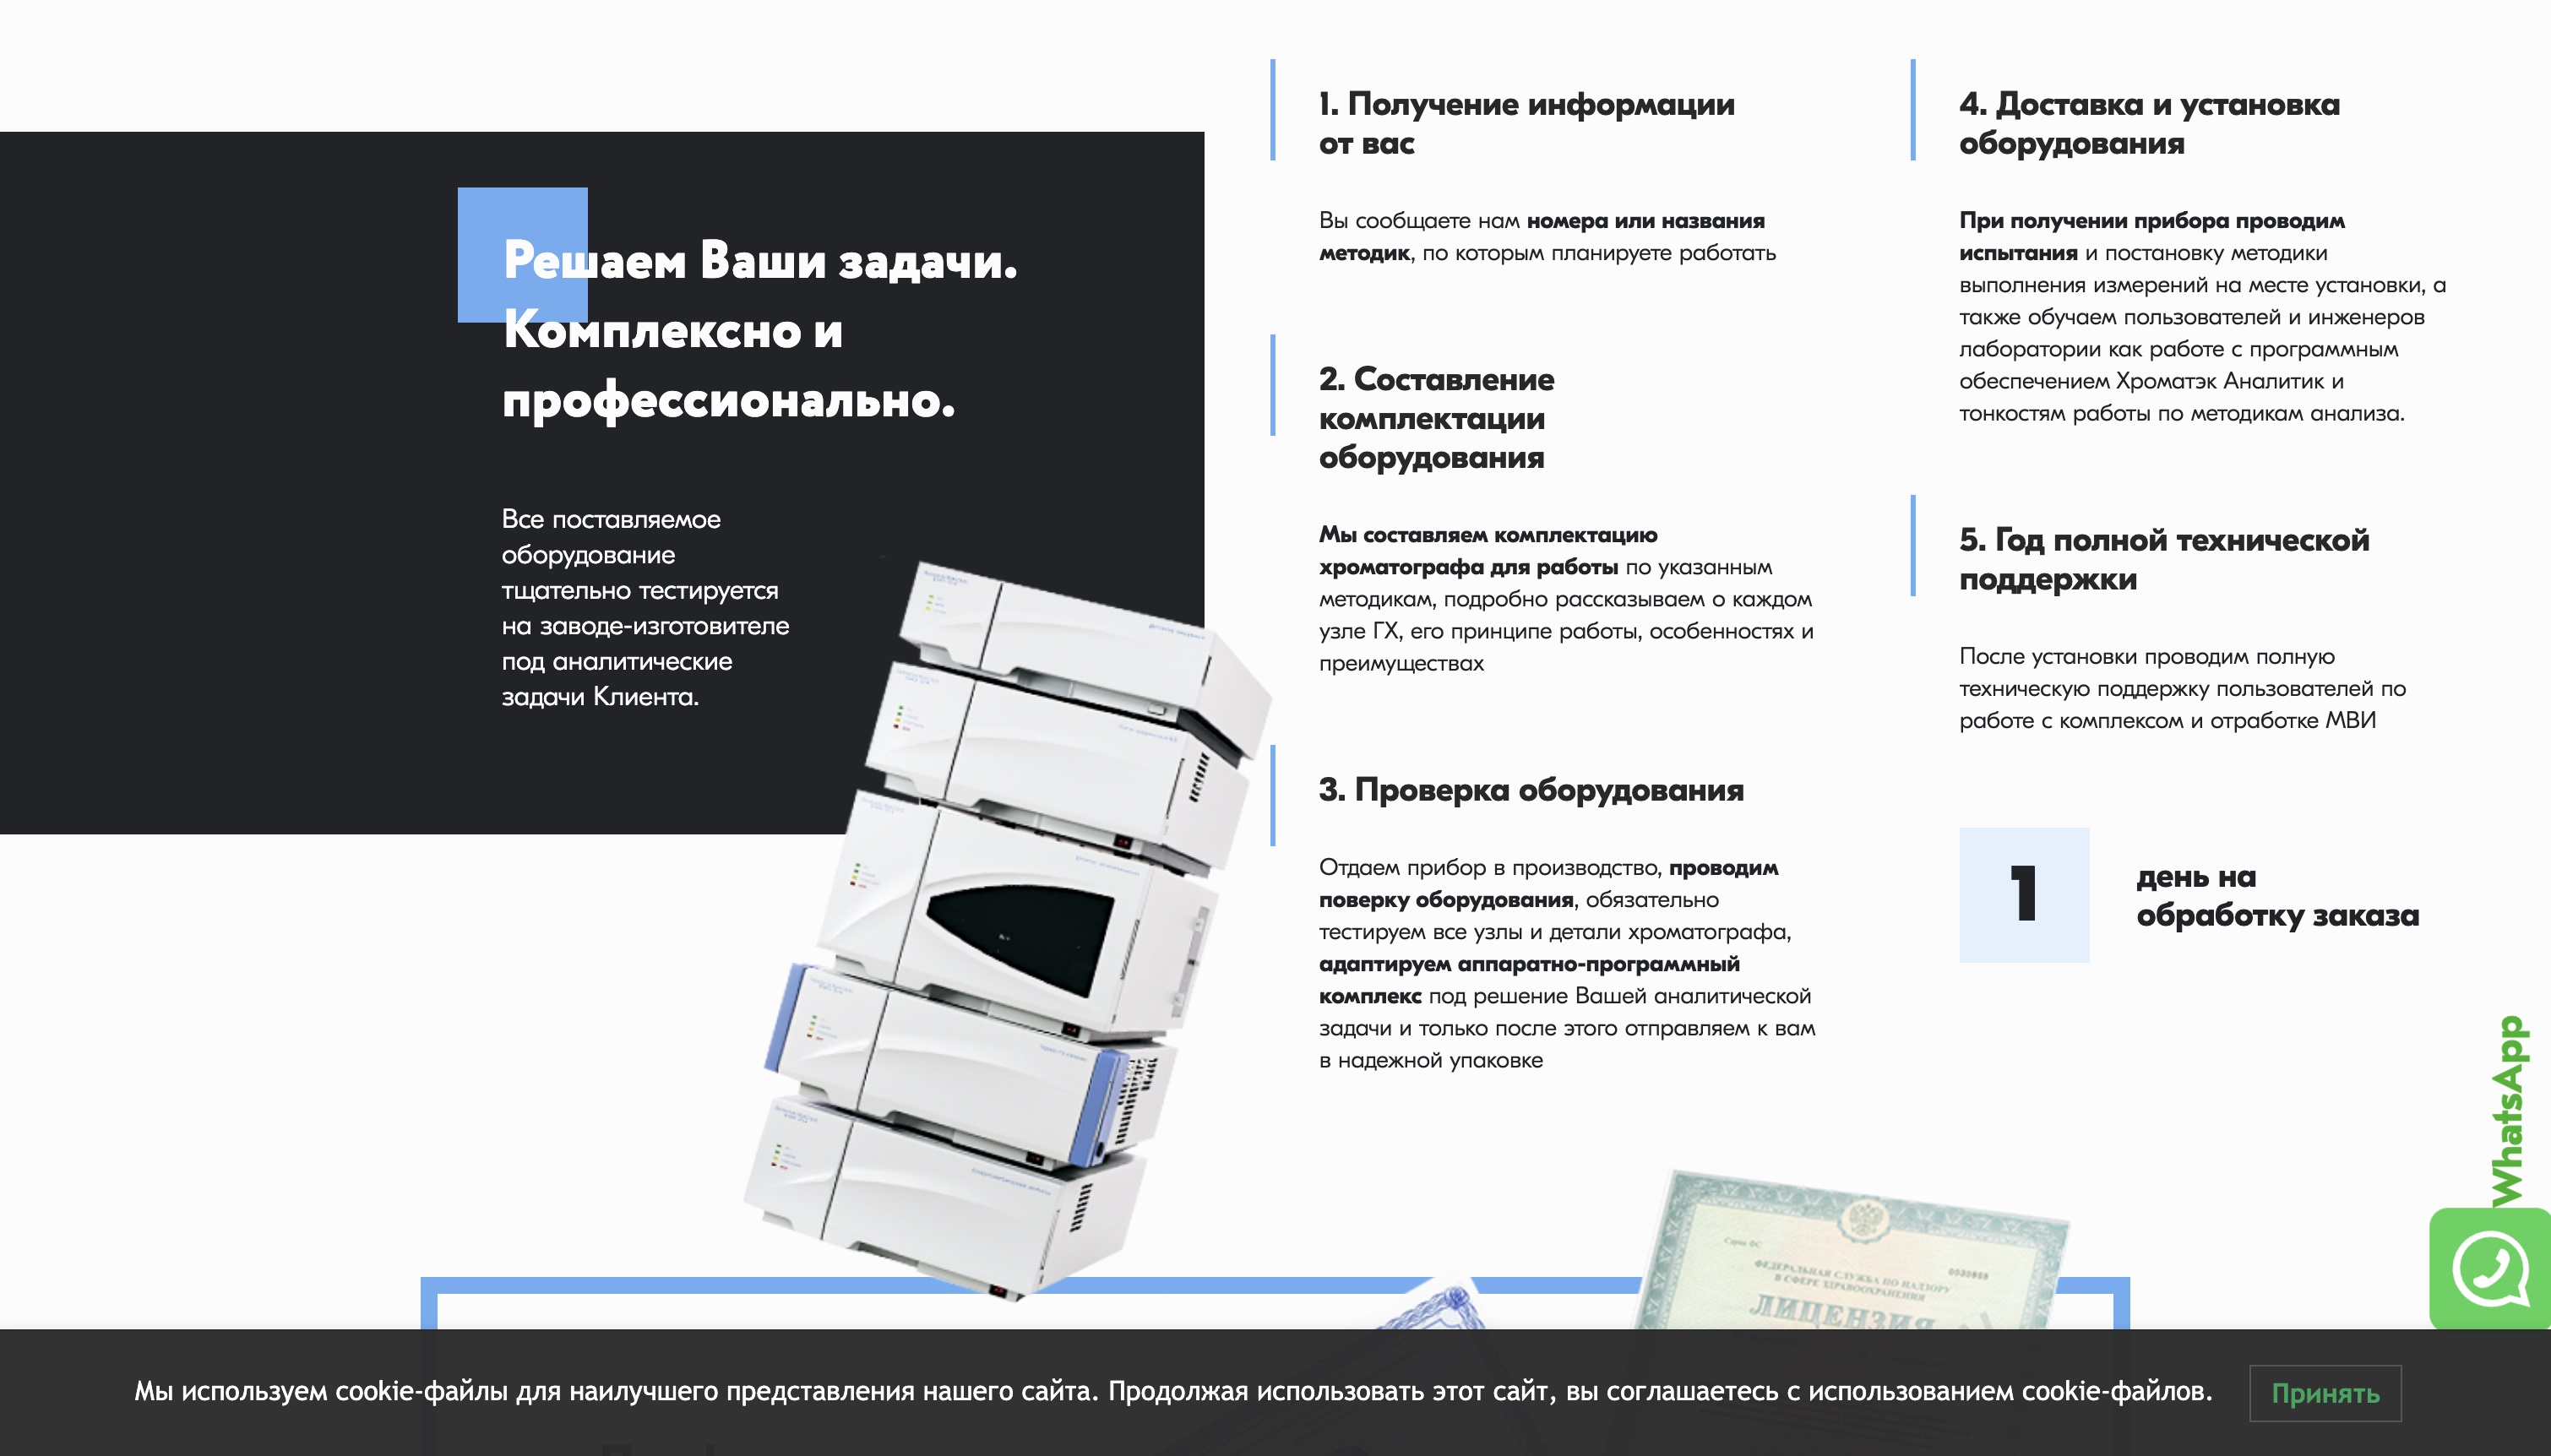 Решаем Ваши задачи.
Комплексно и
профессионально.
Все поставляемое
оборудование
тщательно тестируется
на заводе-изготовителе
под аналитические
задачи Клиента.
1. Получение информации
от вас
Вы сообщаете нам номера или названия
методик, по которым планируете работать
2. Составление
комплектации
оборудования
Мы составляем комплектацию
хроматографа для работы по указанным
методикам, подробно рассказываем о каждом
узле ГХ, его принципе работы, особенностях и
преимуществах
3. Проверка оборудования
Отдаем прибор в производство, проводим
поверку оборудования, обязательно
тестируем все узлы и детали хроматографа,
адаптируем аппаратно-программный
комплекс под решение Вашей аналитической
задачи и только после этого отправляем к вам
в надежной упаковке
4. Доставка и установка
оборудования
При получении прибора проводим
испытания и постановку методики
выполнения измерений на месте установки, а
также обучаем пользователей и инженеров
лаборатории как работе с программным
обеспечением Хроматэк Аналитик и
тонкостям работы по методикам анализа.
5. Год полной технической
поддержки
После установки проводим полную
техническую поддержку пользователей по
работе с комплексом и отработке МВИ
1
день на
обработку заказа
WhatsApp
ФЕДЕРАЛЬНАЯ СЛУЖБА ПО НАДЗОРУ
В СФЕРЕ ЗДРАВООХРАНЕНИЯ
ЛИЦЕНЗИЯ
Мы используем cookie-файлы для наилучшего представления нашего сайта. Продолжая использовать этот сайт, вы соглашаетесь с использованием cookie-файлов.
Принять